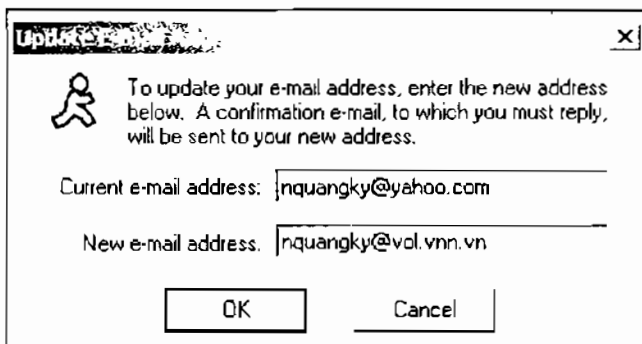 Update
To update your e-mail address, enter the new address
below. A confirmation e-mail, to which you must reply,
will be sent to your new address.
Current e-mail address: nquangky@yahoo.com
New e-mail address. nquangky@vol.vnn.vn
OK Cancel